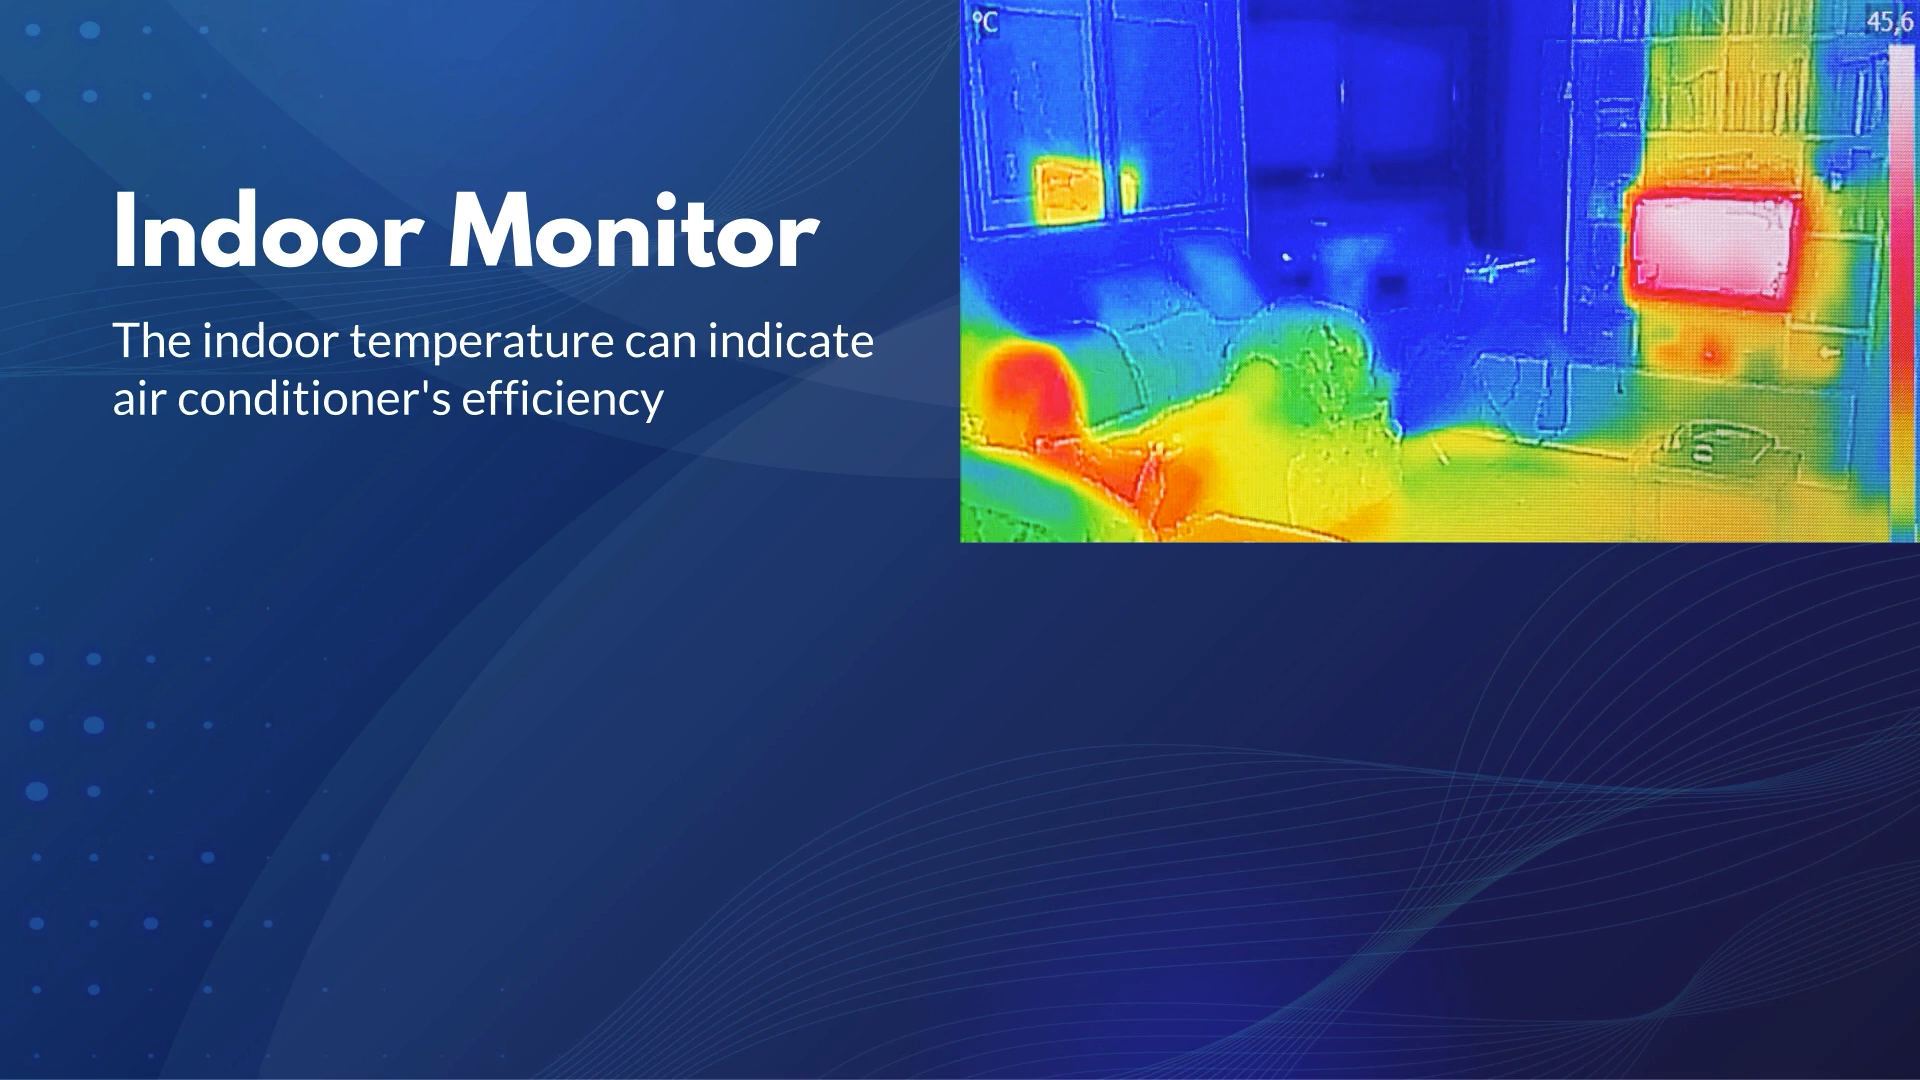 Indoor Monitor
The indoor temperature can indicate
air conditioner's efficiency
°C
45,6